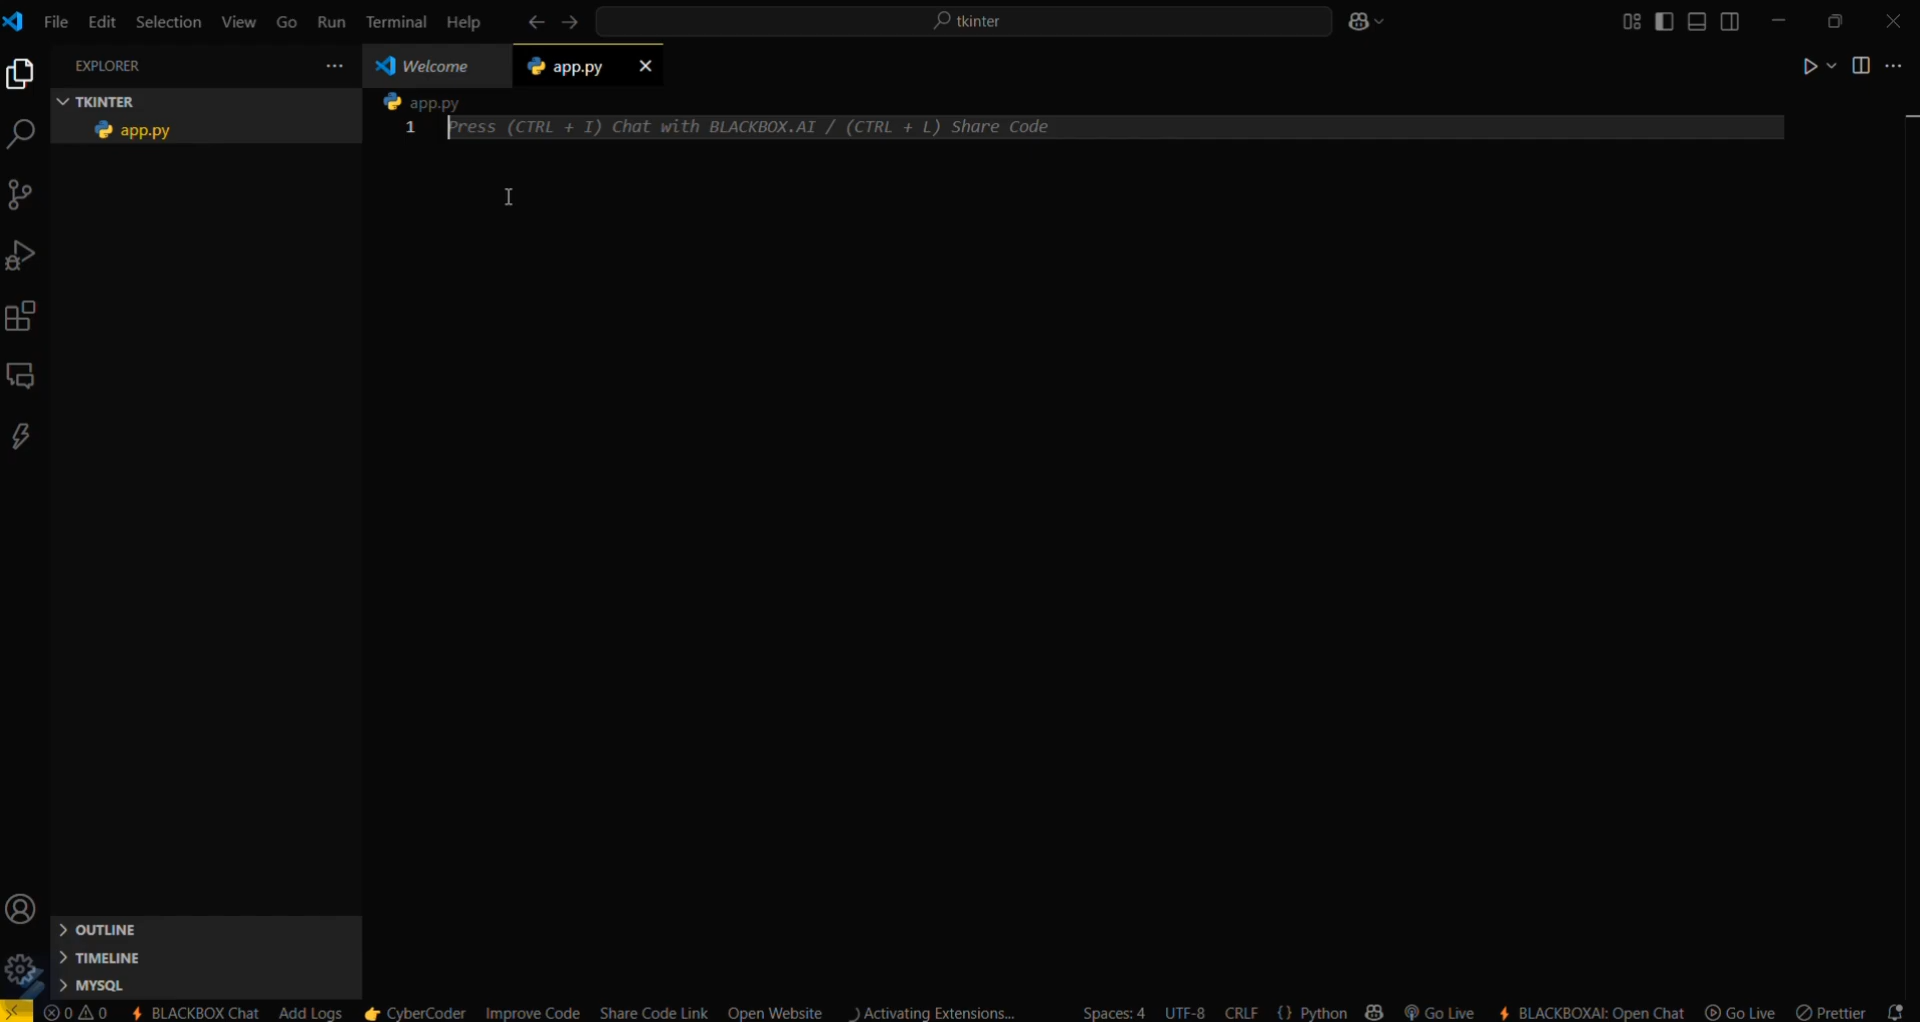 File Edit Selection View Go Run Terminal Help tkinter
EXPLORER Welcome app.py
TKINTER app.py
app.py 1 Press (CTRL + I) Chat with BLACKBOX.AI / (CTRL + L) Share Code
OUTLINE
TIMELINE
MYSQL
0 0 BLACKBOX Chat Add Logs CyberCoder Improve Code Share Code Link Open Website Activating Extensions... Spaces: 4 UTF-8 CRLF {} Python Go Live BLACKBOXAI: Open Chat Go Live Prettier